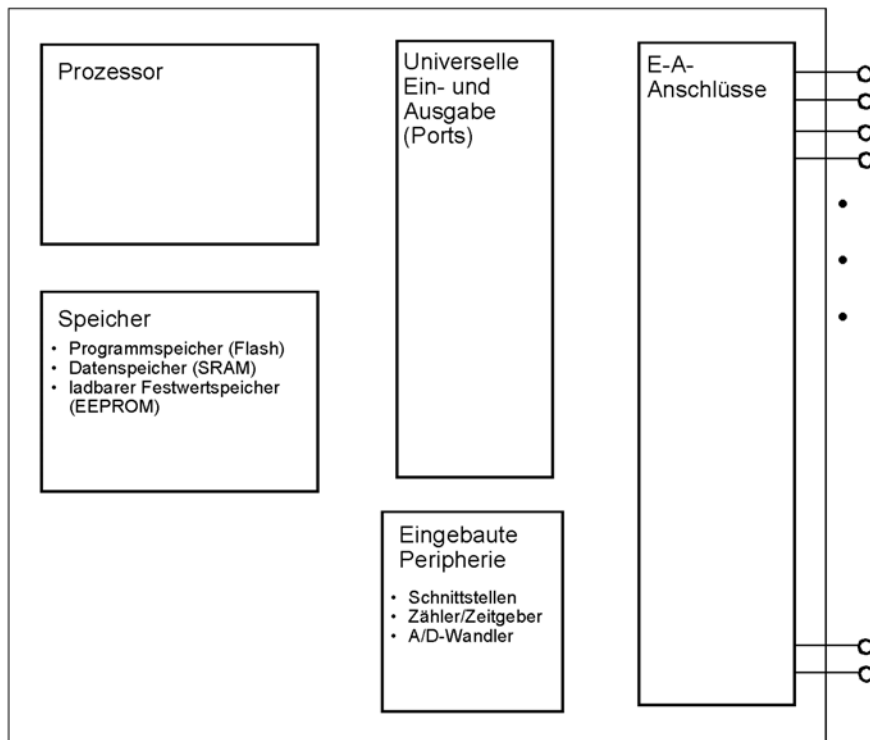 Prozessor
Speicher
• Programmspeicher (Flash)
• Datenspeicher (SRAM)
• ladbarer Festwertspeicher
(EEPROM)
Universelle
Ein- und
Ausgabe
(Ports)
Eingebaute
Peripherie
• Schnittstellen
• Zähler/Zeitgeber
• A/D-Wandler
E-A-
Anschlüsse